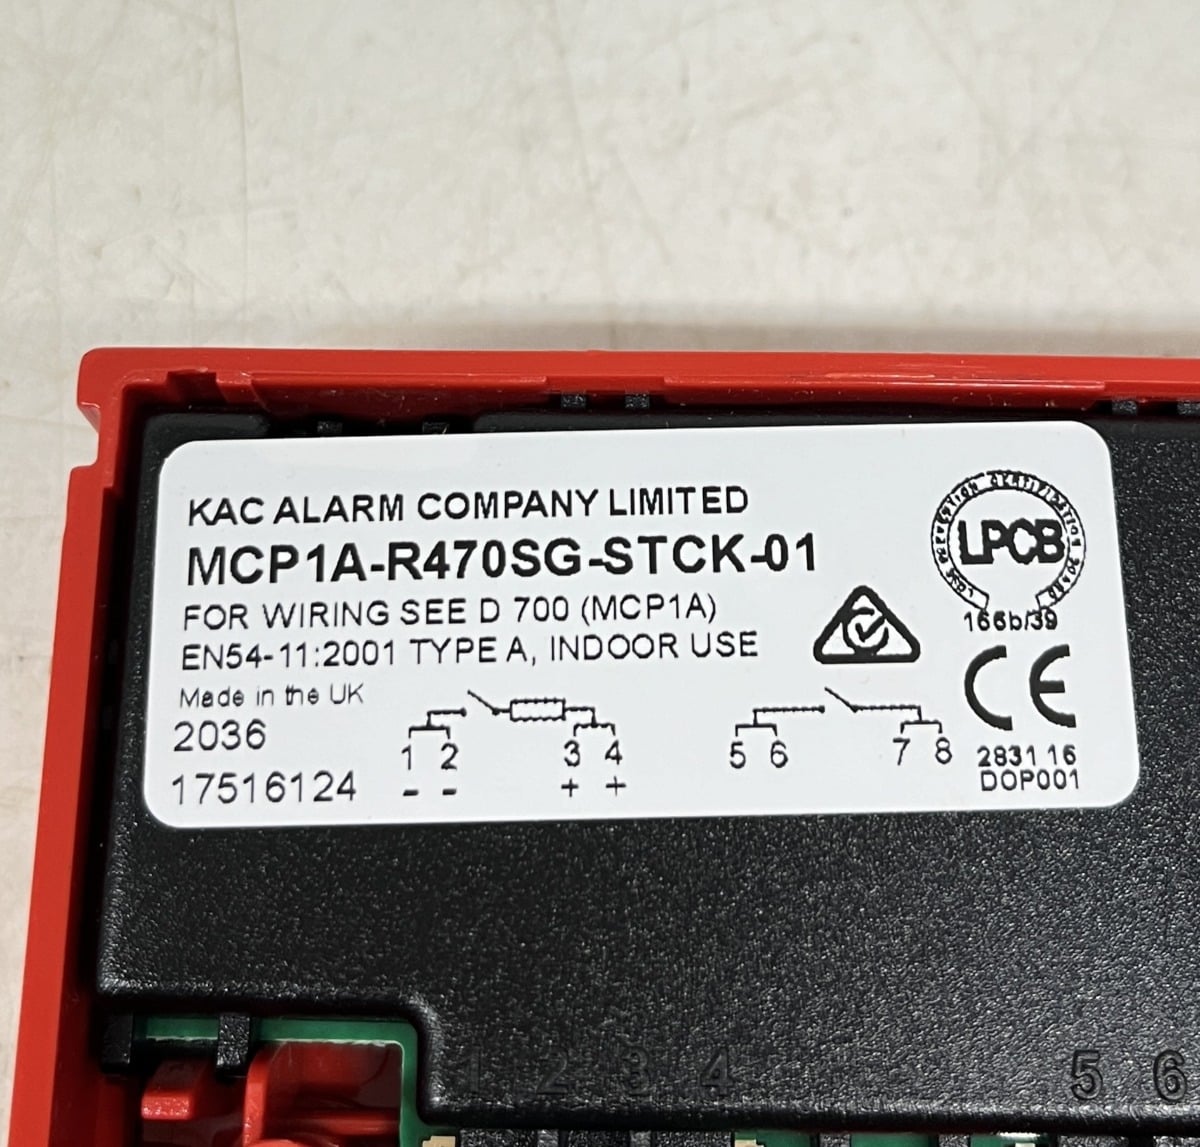 KAC ALARM COMPANY LIMITED
MCP1A-R470SG-STCK-01
FOR WIRING SEE D 700 (MCP1A)
EN54-11:2001 TYPE A, INDOOR USE
Made in the UK
2036
17516124
1 2 3 4
- - + +
5 6 7 8
LPCB
166b/39
CE
2831 16
DOP001
1 2 3 4 5 6